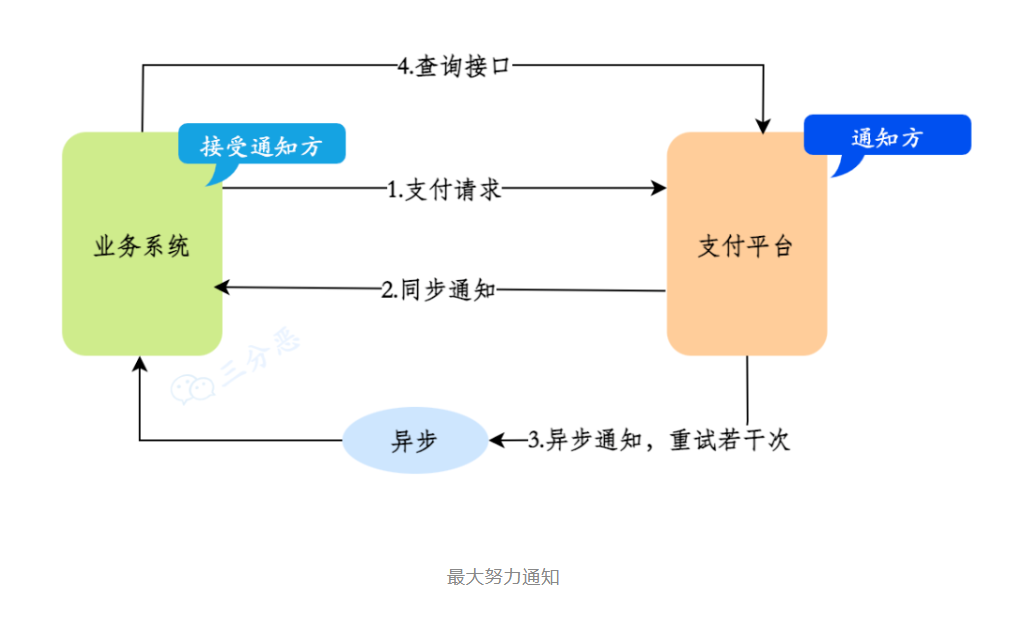 4.查询接口
接受通知方
通知方
1.支付请求
业务系统
支付平台
2.同步通知
三分恶
异步
3.异步通知，重试若干次
最大努力通知